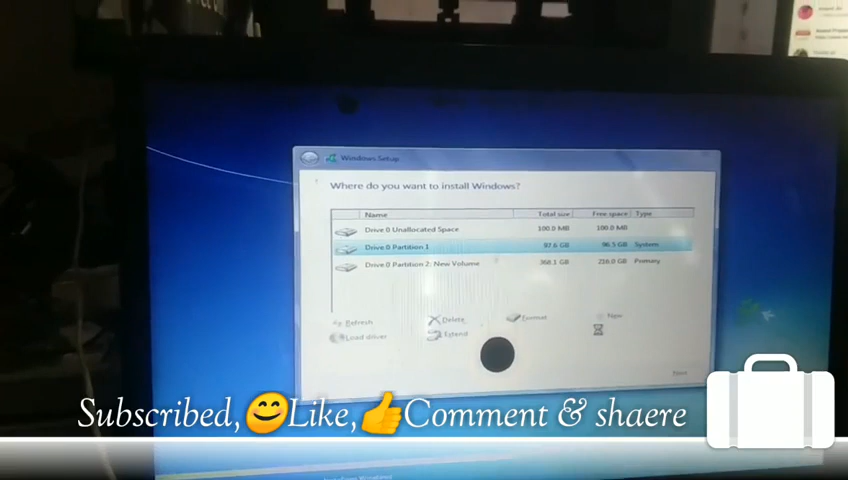 Windows Setup
Where do you want to install Windows?
Name Total size Free space Type
Drive 0 Unallocated Space 100.0 MB 100.0 MB
Drive 0 Partition 1 97.6 GB 96.5 GB System
Drive 0 Partition 2: New Volume 368.1 GB 216.0 GB Primary
Refresh Delete Format New
Load driver Extend
Next
Subscribed,😊Like,👍Comment & shaere